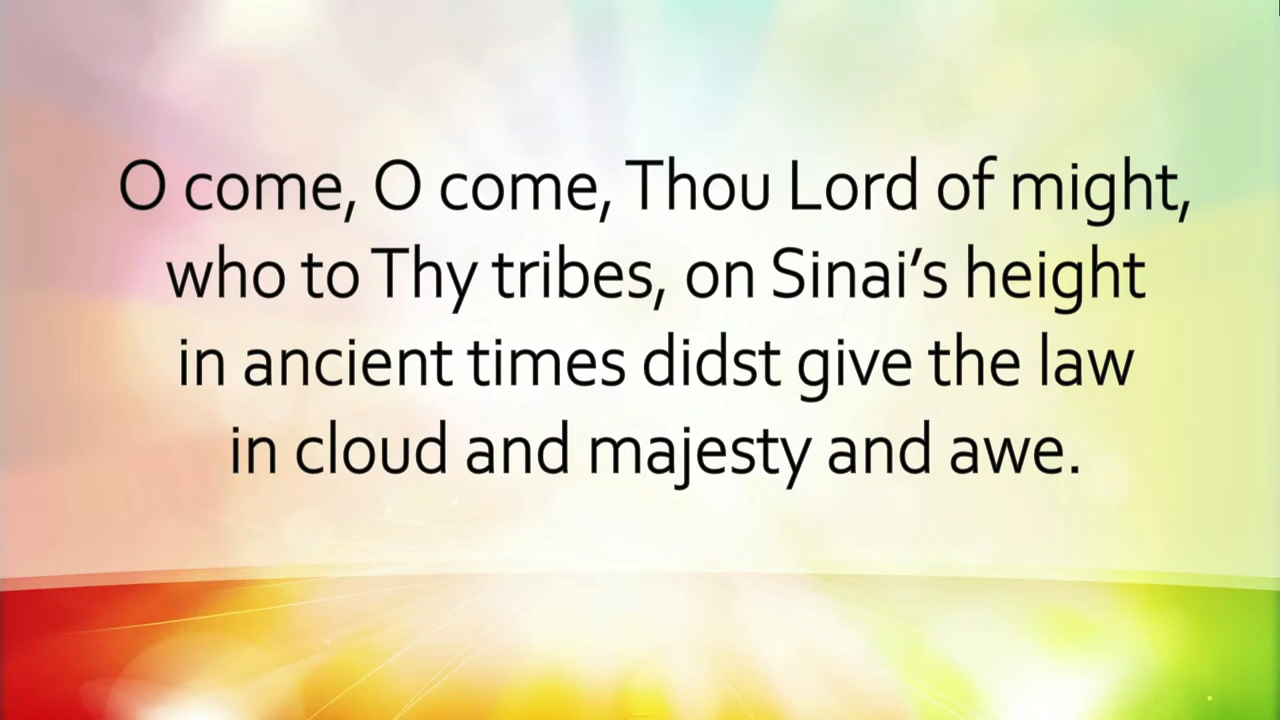 O come, O come, Thou Lord of might,
who to Thy tribes, on Sinai’s height
in ancient times didst give the law
in cloud and majesty and awe.